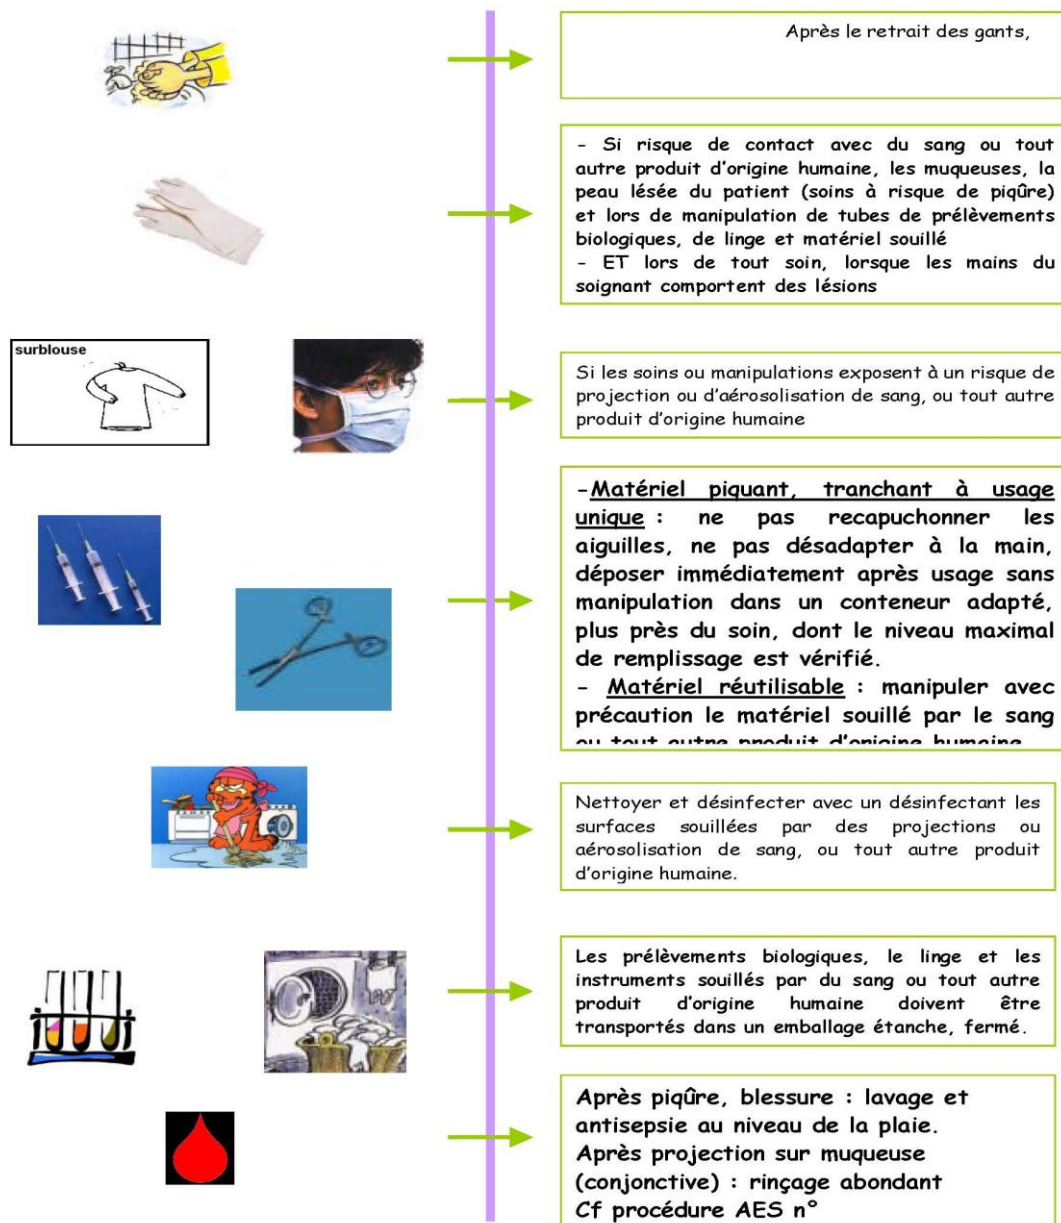 Après le retrait des gants,
- Si risque de contact avec du sang ou tout
autre produit d'origine humaine, les muqueuses, la
peau lésée du patient (soins à risque de piqûre)
et lors de manipulation de tubes de prélèvements
biologiques, de linge et matériel souillé
- ET lors de tout soin, lorsque les mains du
soignant comportent des lésions
surblouse
Si les soins ou manipulations exposent à un risque de
projection ou d'aérosolisation de sang, ou tout autre
produit d'origine humaine
-Matériel piquant, tranchant à usage
unique : ne pas recapuchonner les
aiguilles, ne pas désadapter à la main,
déposer immédiatement après usage sans
manipulation dans un conteneur adapté,
plus près du soin, dont le niveau maximal
de remplissage est vérifié.
- Matériel réutilisable : manipuler avec
précaution le matériel souillé par le sang
ou tout autre produit d'origine humaine
Nettoyer et désinfecter avec un désinfectant les
surfaces souillées par des projections ou
aérosolisation de sang, ou tout autre produit
d'origine humaine.
Les prélèvements biologiques, le linge et les
instruments souillés par du sang ou tout autre
produit d'origine humaine doivent être
transportés dans un emballage étanche, fermé.
Après piqûre, blessure : lavage et
antisepsie au niveau de la plaie.
Après projection sur muqueuse
(conjonctive) : rinçage abondant
Cf procédure AES n°